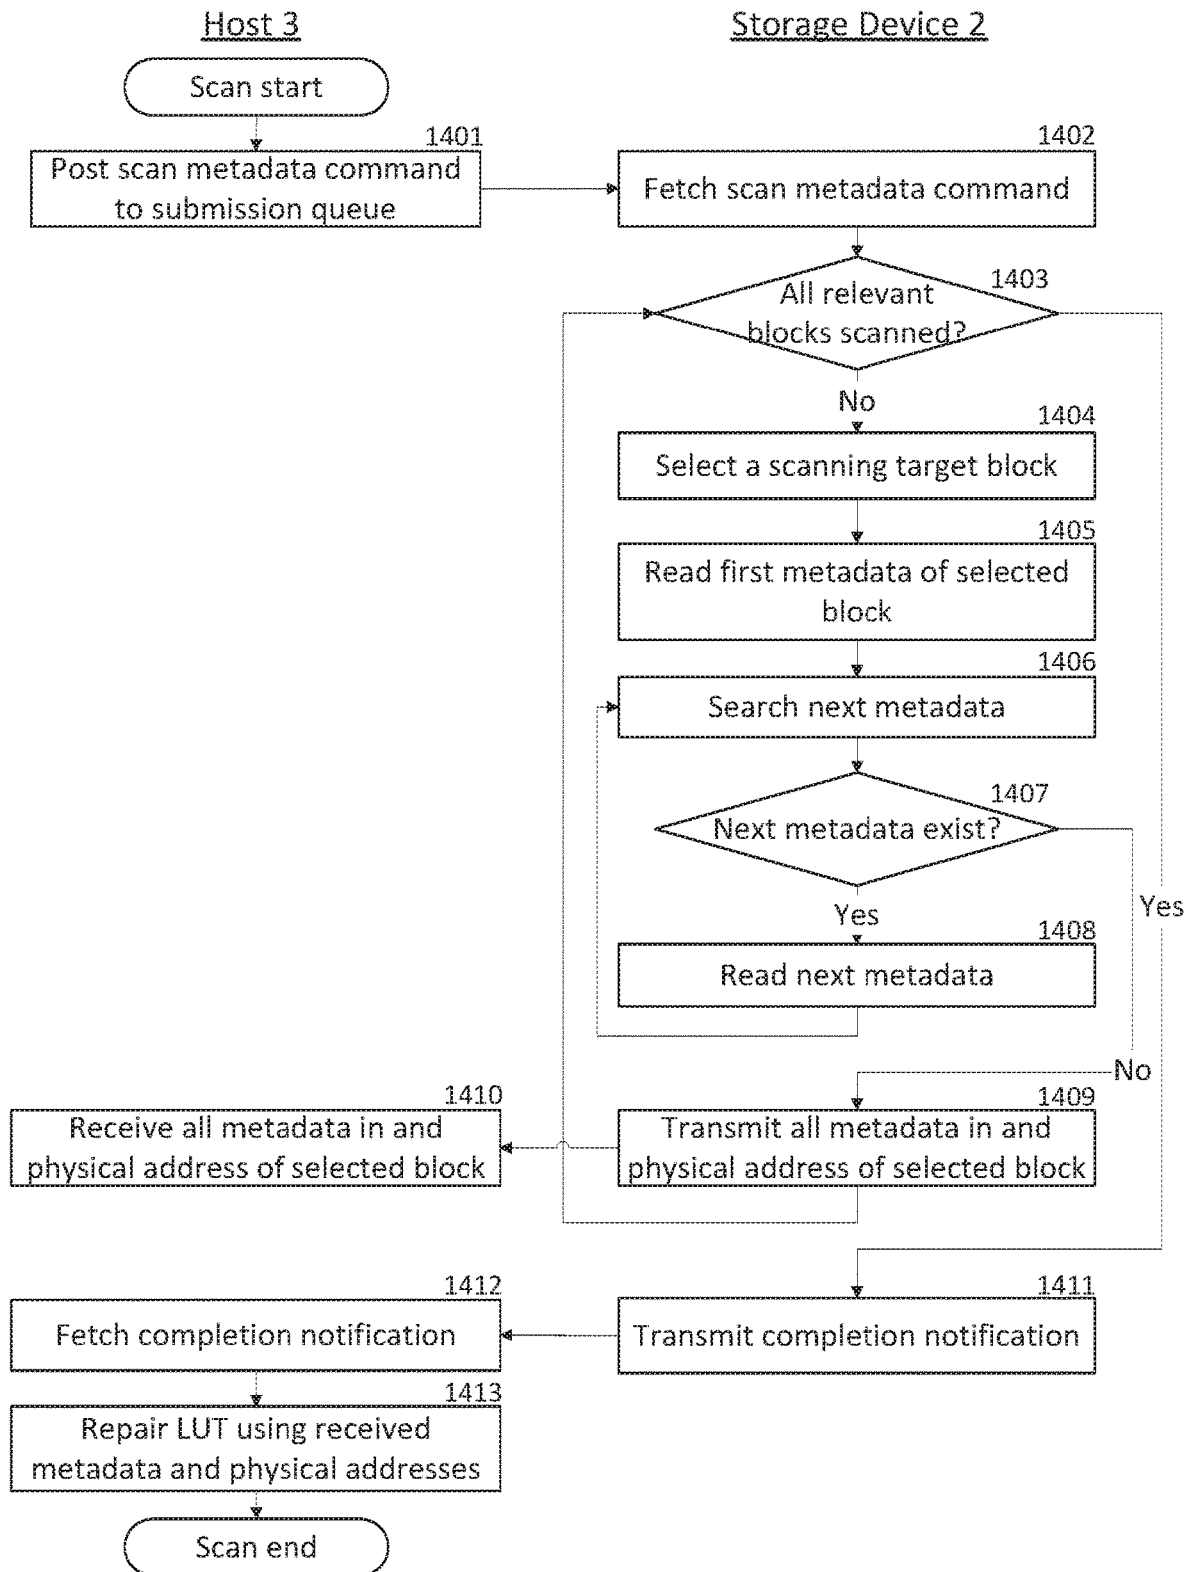 Host 3
Storage Device 2
Scan start
1401
Post scan metadata command
to submission queue
1402
Fetch scan metadata command
1403
All relevant
blocks scanned?
No
1404
Select a scanning target block
1405
Read first metadata of selected
block
1406
Search next metadata
1407
Next metadata exist?
Yes
Yes
1408
Read next metadata
No
1410
Receive all metadata in and
physical address of selected block
1409
Transmit all metadata in and
physical address of selected block
1412
Fetch completion notification
1411
Transmit completion notification
1413
Repair LUT using received
metadata and physical addresses
Scan end